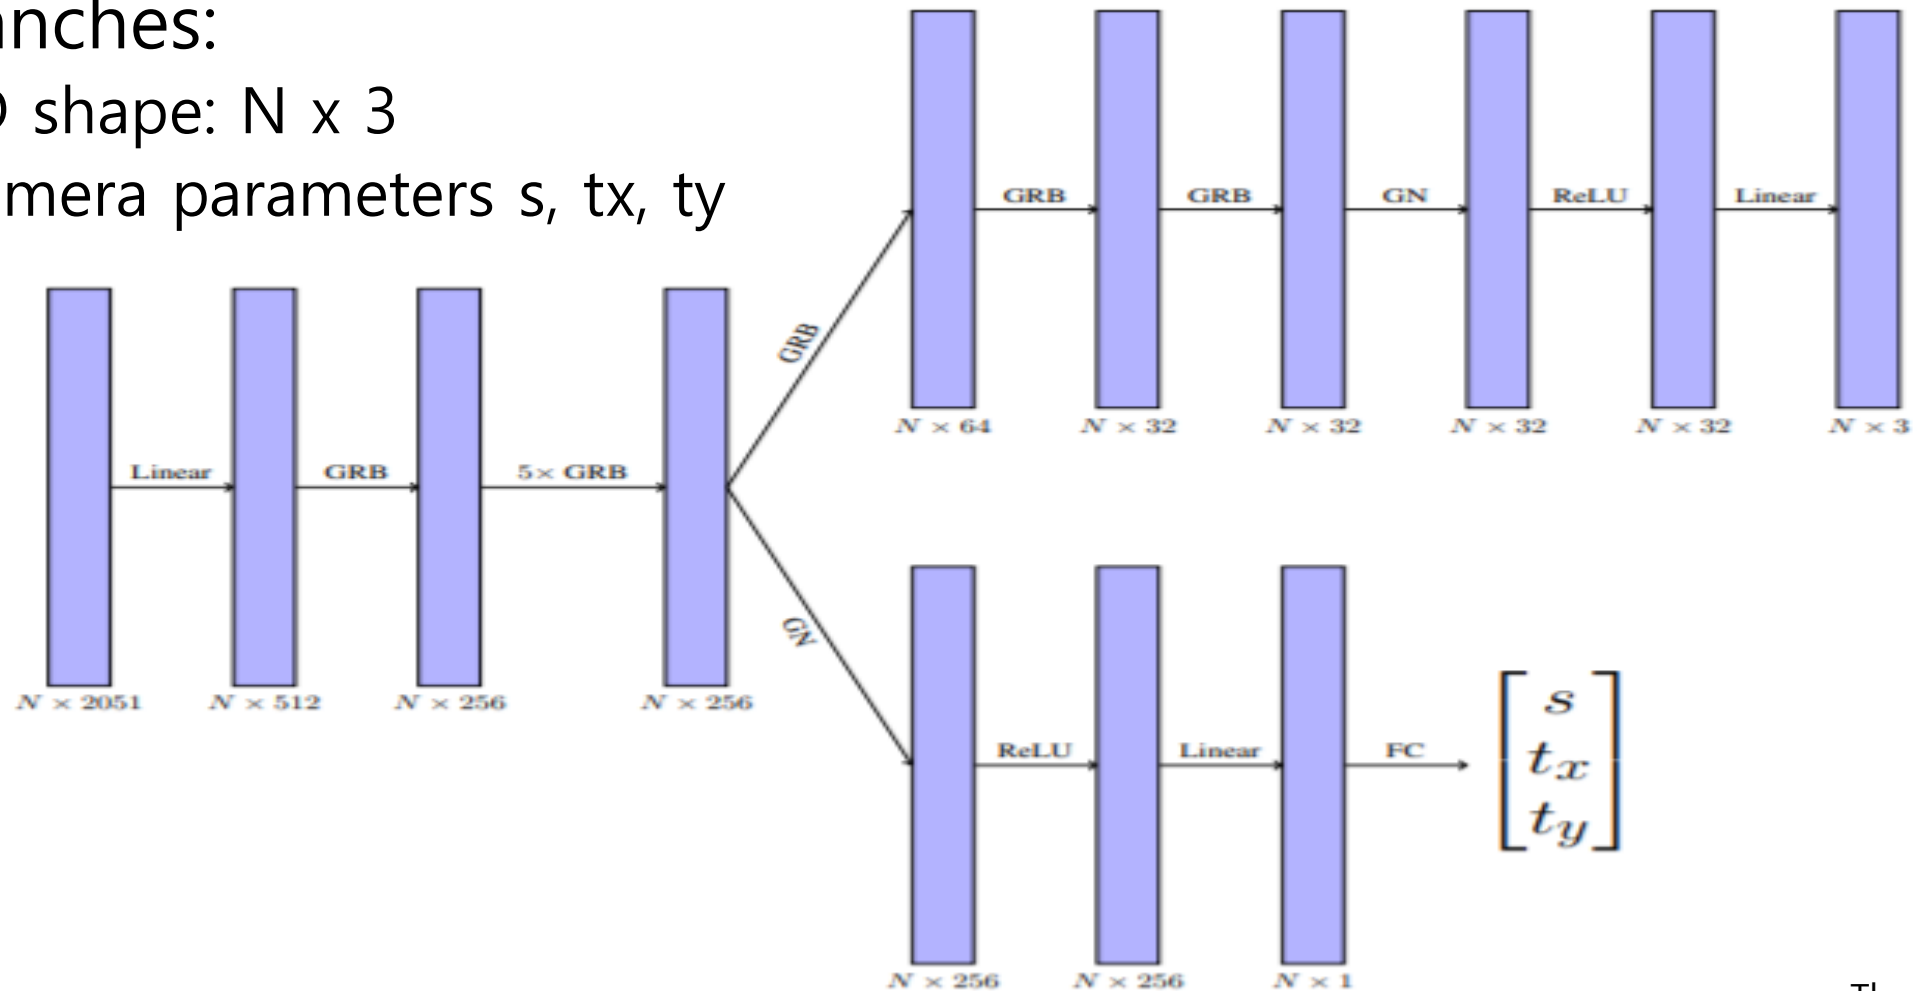 anches:
D shape: N x 3
mera parameters s, tx, ty
GRB GRB GN ReLU Linear
N × 64 N × 32 N × 32 N × 32 N × 32 N × 3
GRB
Linear GRB 5× GRB
GN
N × 2051 N × 512 N × 256 N × 256
ReLU Linear FC
s
tx
ty
N × 256 N × 256 N × 1